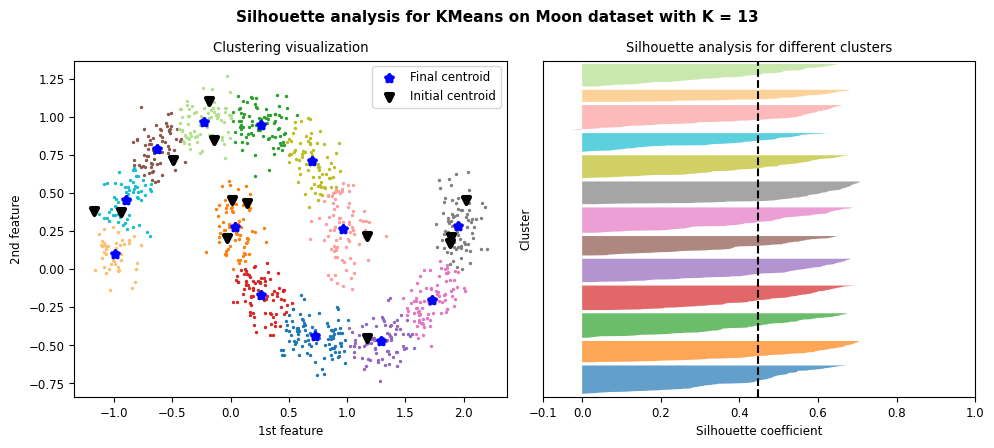 Silhouette analysis for KMeans on Moon dataset with K = 13
Clustering visualization
Final centroid
Initial centroid
1.25
1.00
0.75
0.50
0.25
0.00
−0.25
−0.50
−0.75
2nd feature
−1.0 −0.5 0.0 0.5 1.0 1.5 2.0
1st feature
Silhouette analysis for different clusters
Cluster
−0.1 0.0 0.2 0.4 0.6 0.8 1.0
Silhouette coefficient